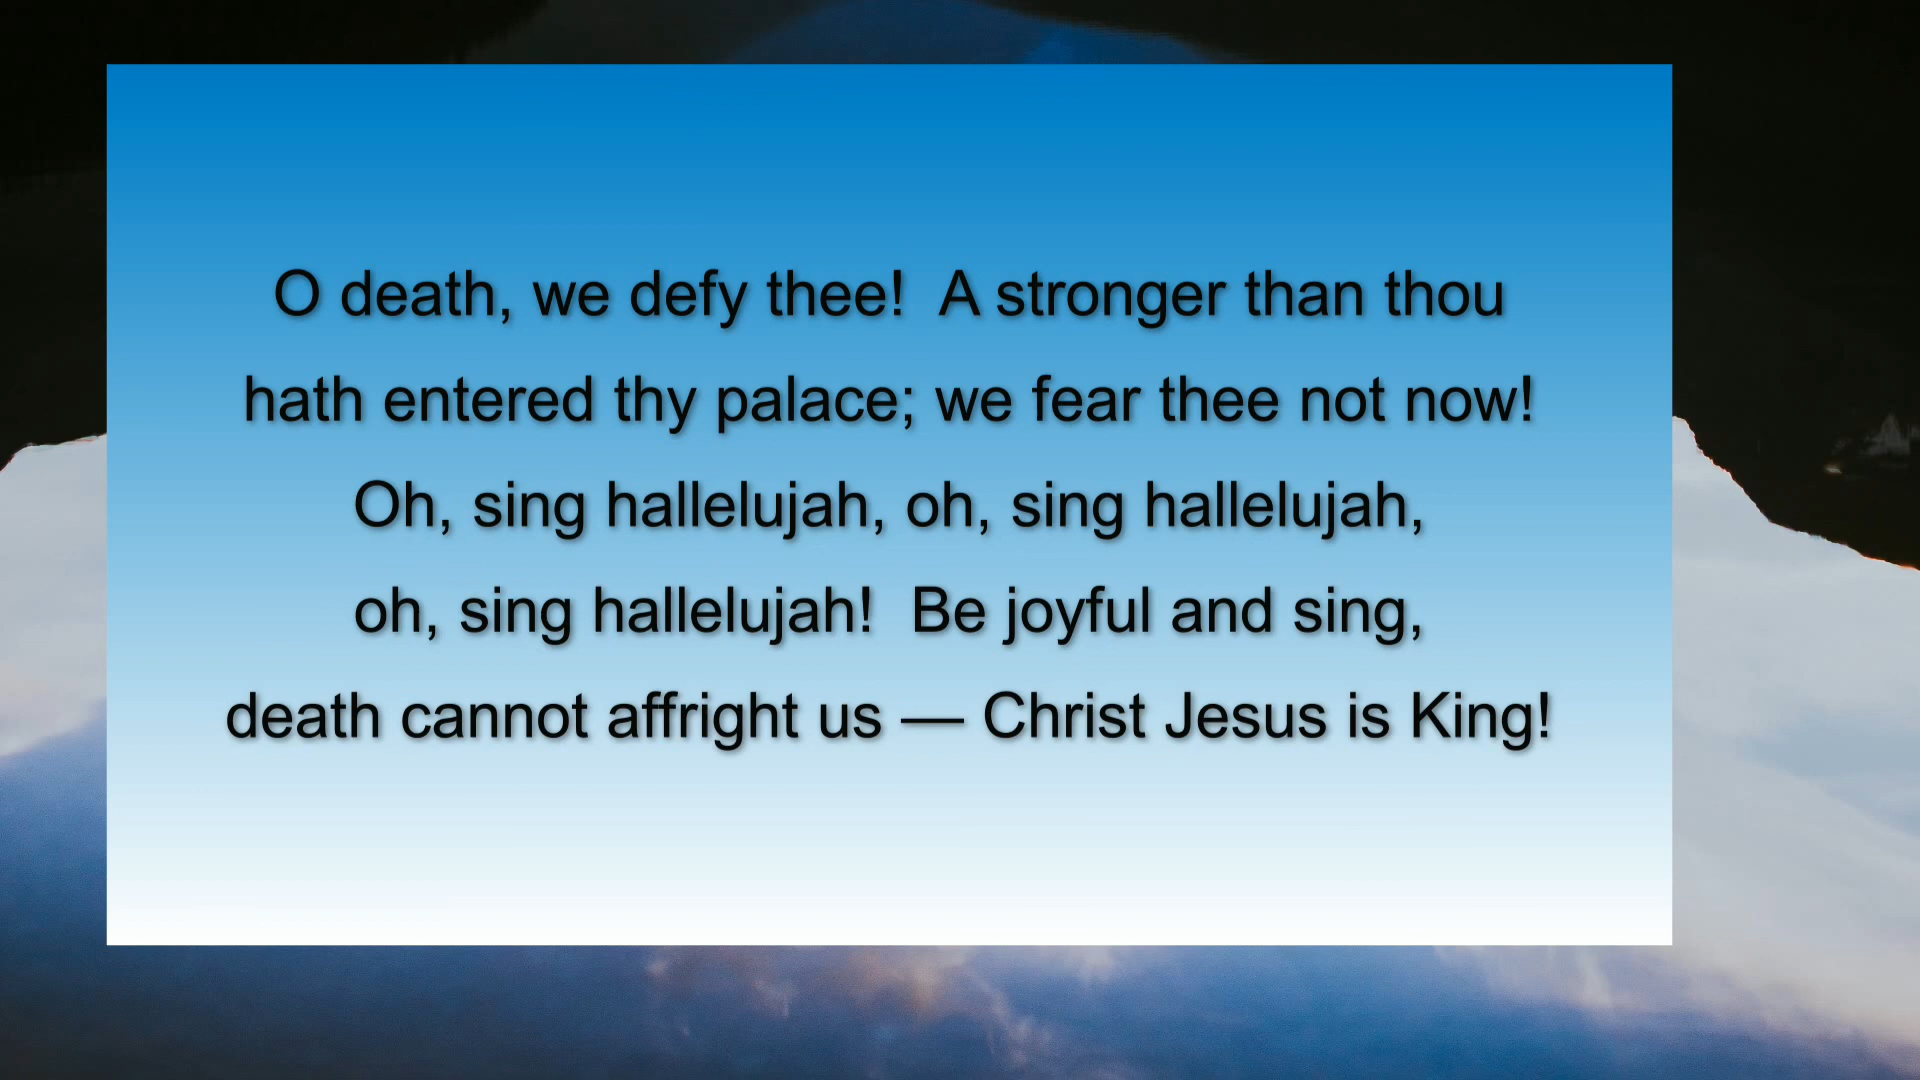 O death, we defy thee!  A stronger than thou
hath entered thy palace; we fear thee not now!
Oh, sing hallelujah, oh, sing hallelujah,
oh, sing hallelujah!  Be joyful and sing,
death cannot affright us — Christ Jesus is King!